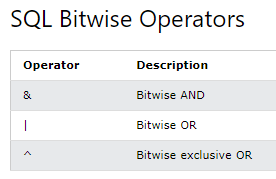 SQL Bitwise Operators
Operator Description
& Bitwise AND
| Bitwise OR
^ Bitwise exclusive OR